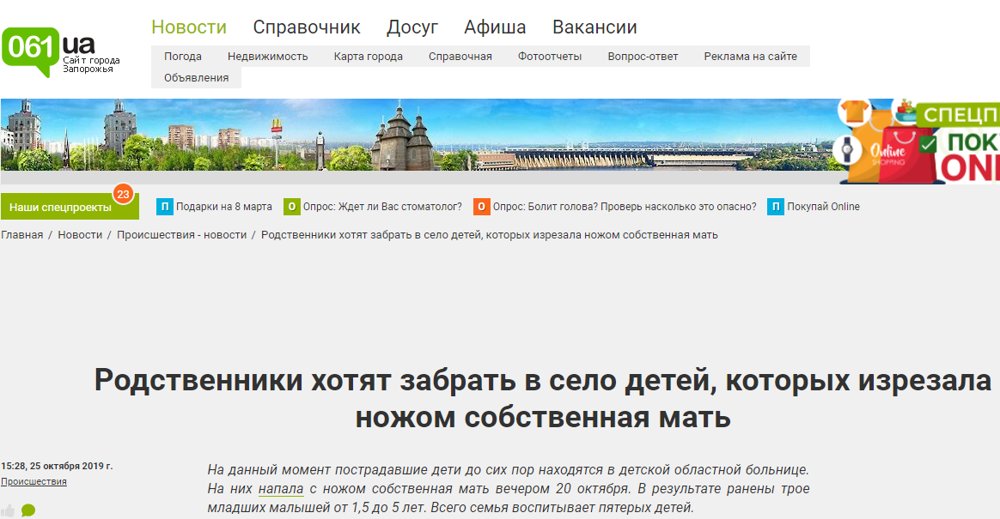 Новости Справочник Досуг Афиша Вакансии
061 ua
Сайт города
Запорожья
Погода Недвижимость Карта города Справочная Фотоотчеты Вопрос-ответ Реклама на сайте
Объявления
СПЕЦП
ПОК
Online
SHOPPING
ONL
23
Наши спецпроекты П Подарки на 8 марта О Опрос: Ждет ли Вас стоматолог? О Опрос: Болит голова? Проверь насколько это опасно? П Покупай Online
Главная / Новости / Происшествия - новости / Родственники хотят забрать в село детей, которых изрезала ножом собственная мать
Родственники хотят забрать в село детей, которых изрезала
ножом собственная мать
15:28, 25 октября 2019 г.
Происшествия
На данный момент пострадавшие дети до сих пор находятся в детской областной больнице.
На них напала с ножом собственная мать вечером 20 октября. В результате ранены трое
младших малышей от 1,5 до 5 лет. Всего семья воспитывает пятерых детей.